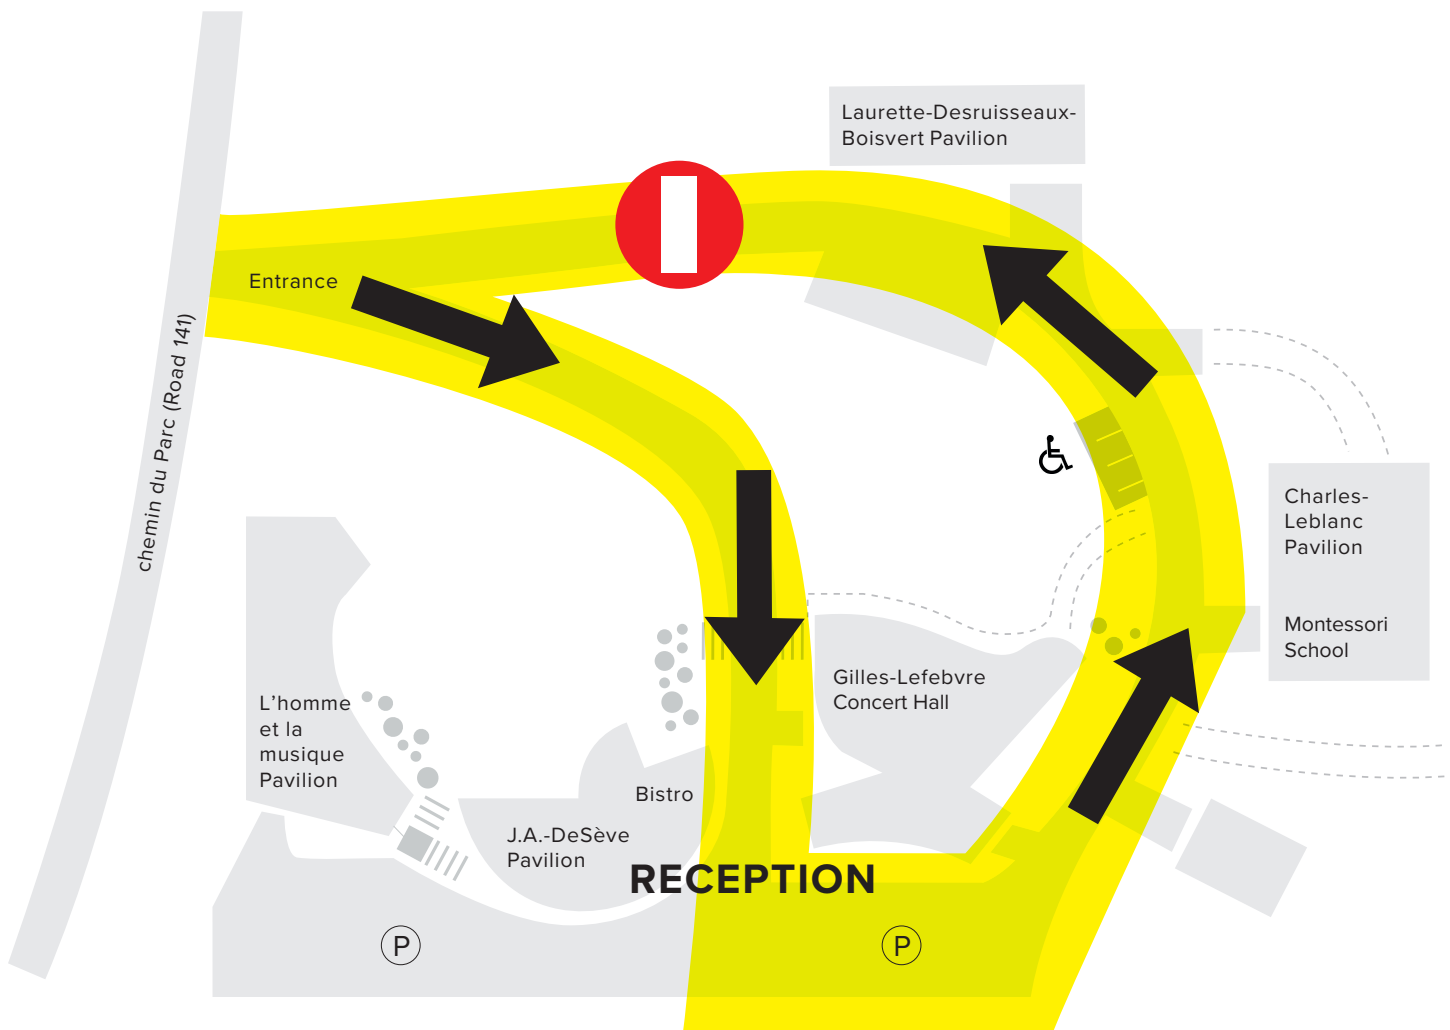 Laurette-Desruisseaux-
Boisvert Pavilion
Entrance
chemin du Parc (Road 141)
Charles-
Leblanc
Pavilion
Montessori
School
Gilles-Lefebvre
Concert Hall
L'homme
et la
musique
Pavilion
Bistro
J.A.-DeSève
Pavilion
RECEPTION
P
P